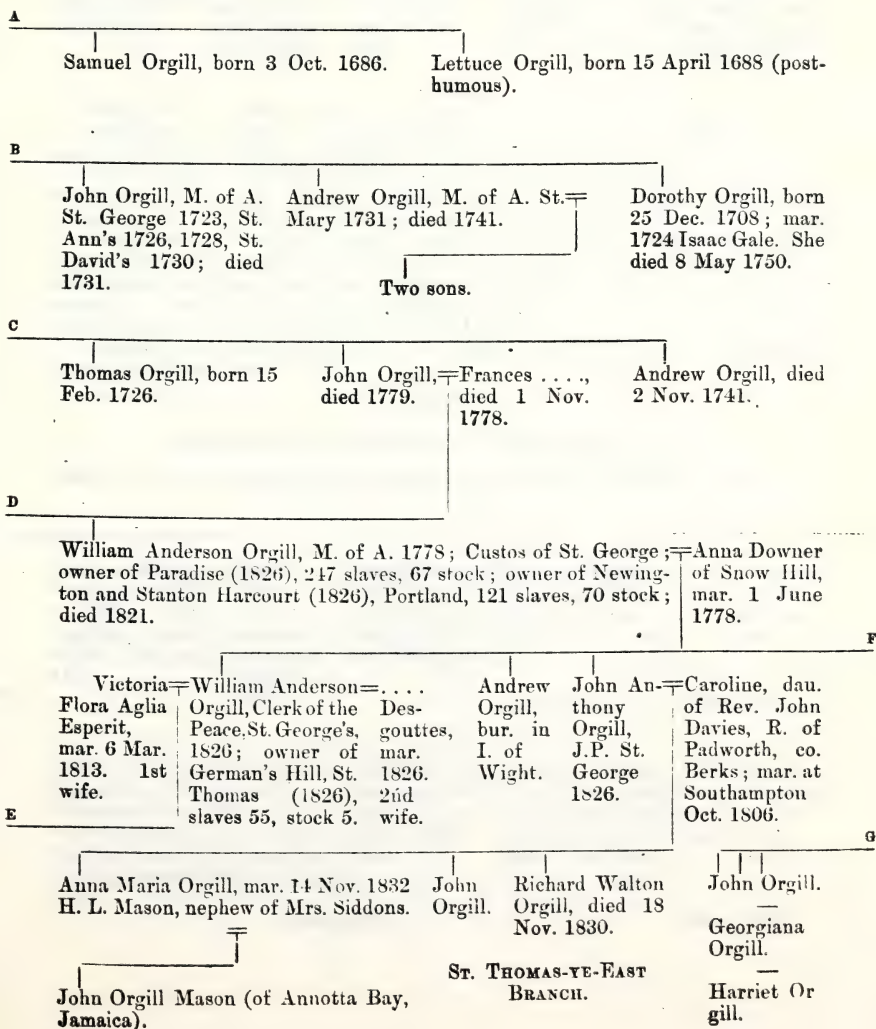 A
Samuel Orgill, born 3 Oct. 1686.
Lettuce Orgill, born 15 April 1688 (post-
humous).
B
John Orgill, M. of A.
St. George 1723, St.
Ann's 1726, 1728, St.
David's 1730; died
1731.
Andrew Orgill, M. of A. St.
Mary 1731; died 1741.
Two sons.
Dorothy Orgill, born
25 Dec. 1708; mar.
1724 Isaac Gale. She
died 8 May 1750.
C
Thomas Orgill, born 15
Feb. 1726.
John Orgill,
died 1779.
Frances . . . .,
died 1 Nov.
1778.
Andrew Orgill, died
2 Nov. 1741.
D
William Anderson Orgill, M. of A. 1778; Custos of St. George;
owner of Paradise (1826), 247 slaves, 67 stock; owner of Newing-
ton and Stanton Harcourt (1826), Portland, 121 slaves, 70 stock;
died 1821.
Anna Downer
of Snow Hill,
mar. 1 June
1778.
F
Victoria
Flora Aglia
Esperit,
mar. 6 Mar.
1813. 1st
wife.
William Anderson
Orgill, Clerk of the
Peace, St. George's,
1826; owner of
German's Hill, St.
Thomas (1826),
slaves 55, stock 5.
. . . .
Des-
gouttes,
mar.
1826.
2nd
wife.
Andrew
Orgill,
bur. in
I. of
Wight.
John An-
thony
Orgill,
J.P. St.
George
1826.
Caroline, dau.
of Rev. John
Davies, R. of
Padworth, co.
Berks; mar. at
Southampton
Oct. 1806.
E
G
Anna Maria Orgill, mar. 14 Nov. 1832
H. L. Mason, nephew of Mrs. Siddons.
John
Orgill.
Richard Walton
Orgill, died 18
Nov. 1830.
John Orgill.
—
Georgiana
Orgill.
—
Harriet Or
gill.
John Orgill Mason (of Annotta Bay,
Jamaica).
St. Thomas-ye-East
Branch.